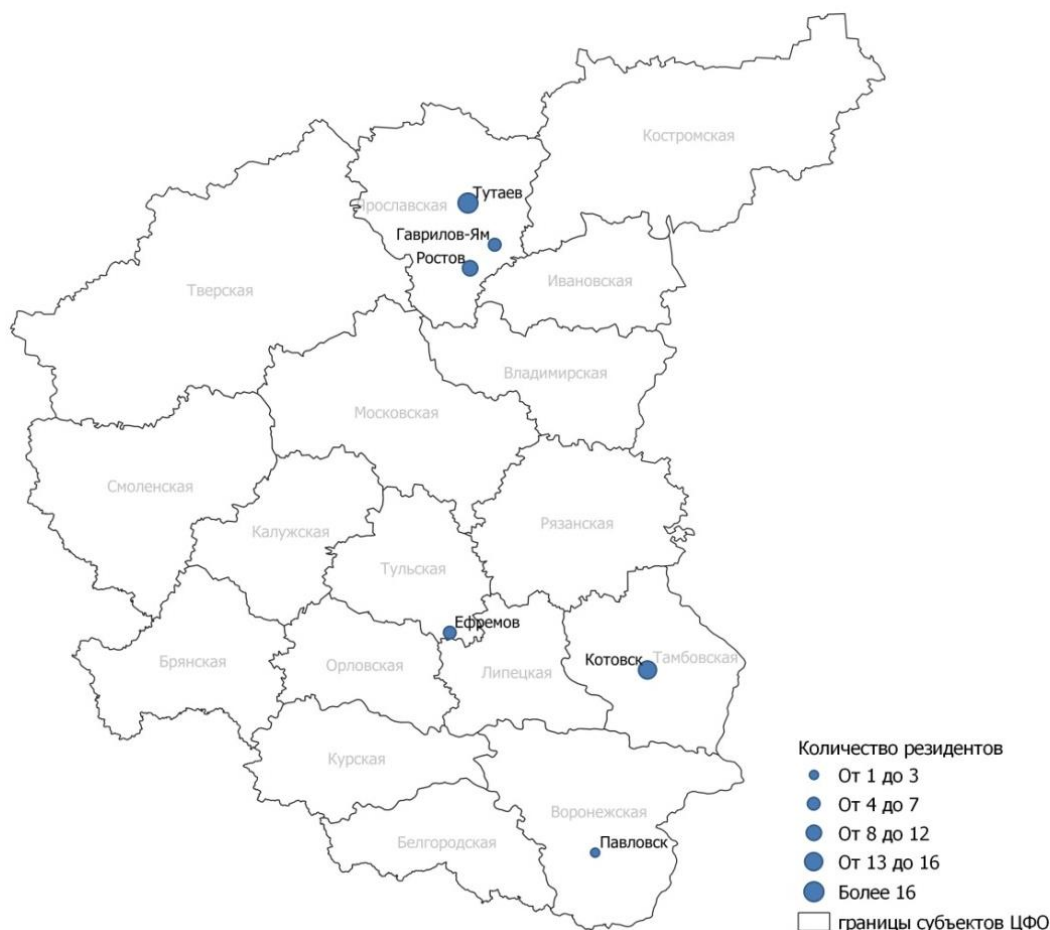 Костромская
Тутаев
Ярославская
Гаврилов-Ям
Ростов
Ивановская
Тверская
Владимирская
Московская
Смоленская
Рязанская
Калужская
Тульская
Ефремов
Брянская
Орловская
Липецкая
Котовск
Тамбовская
Курская
Воронежская
Белгородская
Павловск
Количество резидентов
От 1 до 3
От 4 до 7
От 8 до 12
От 13 до 16
Более 16
границы субъектов ЦФО